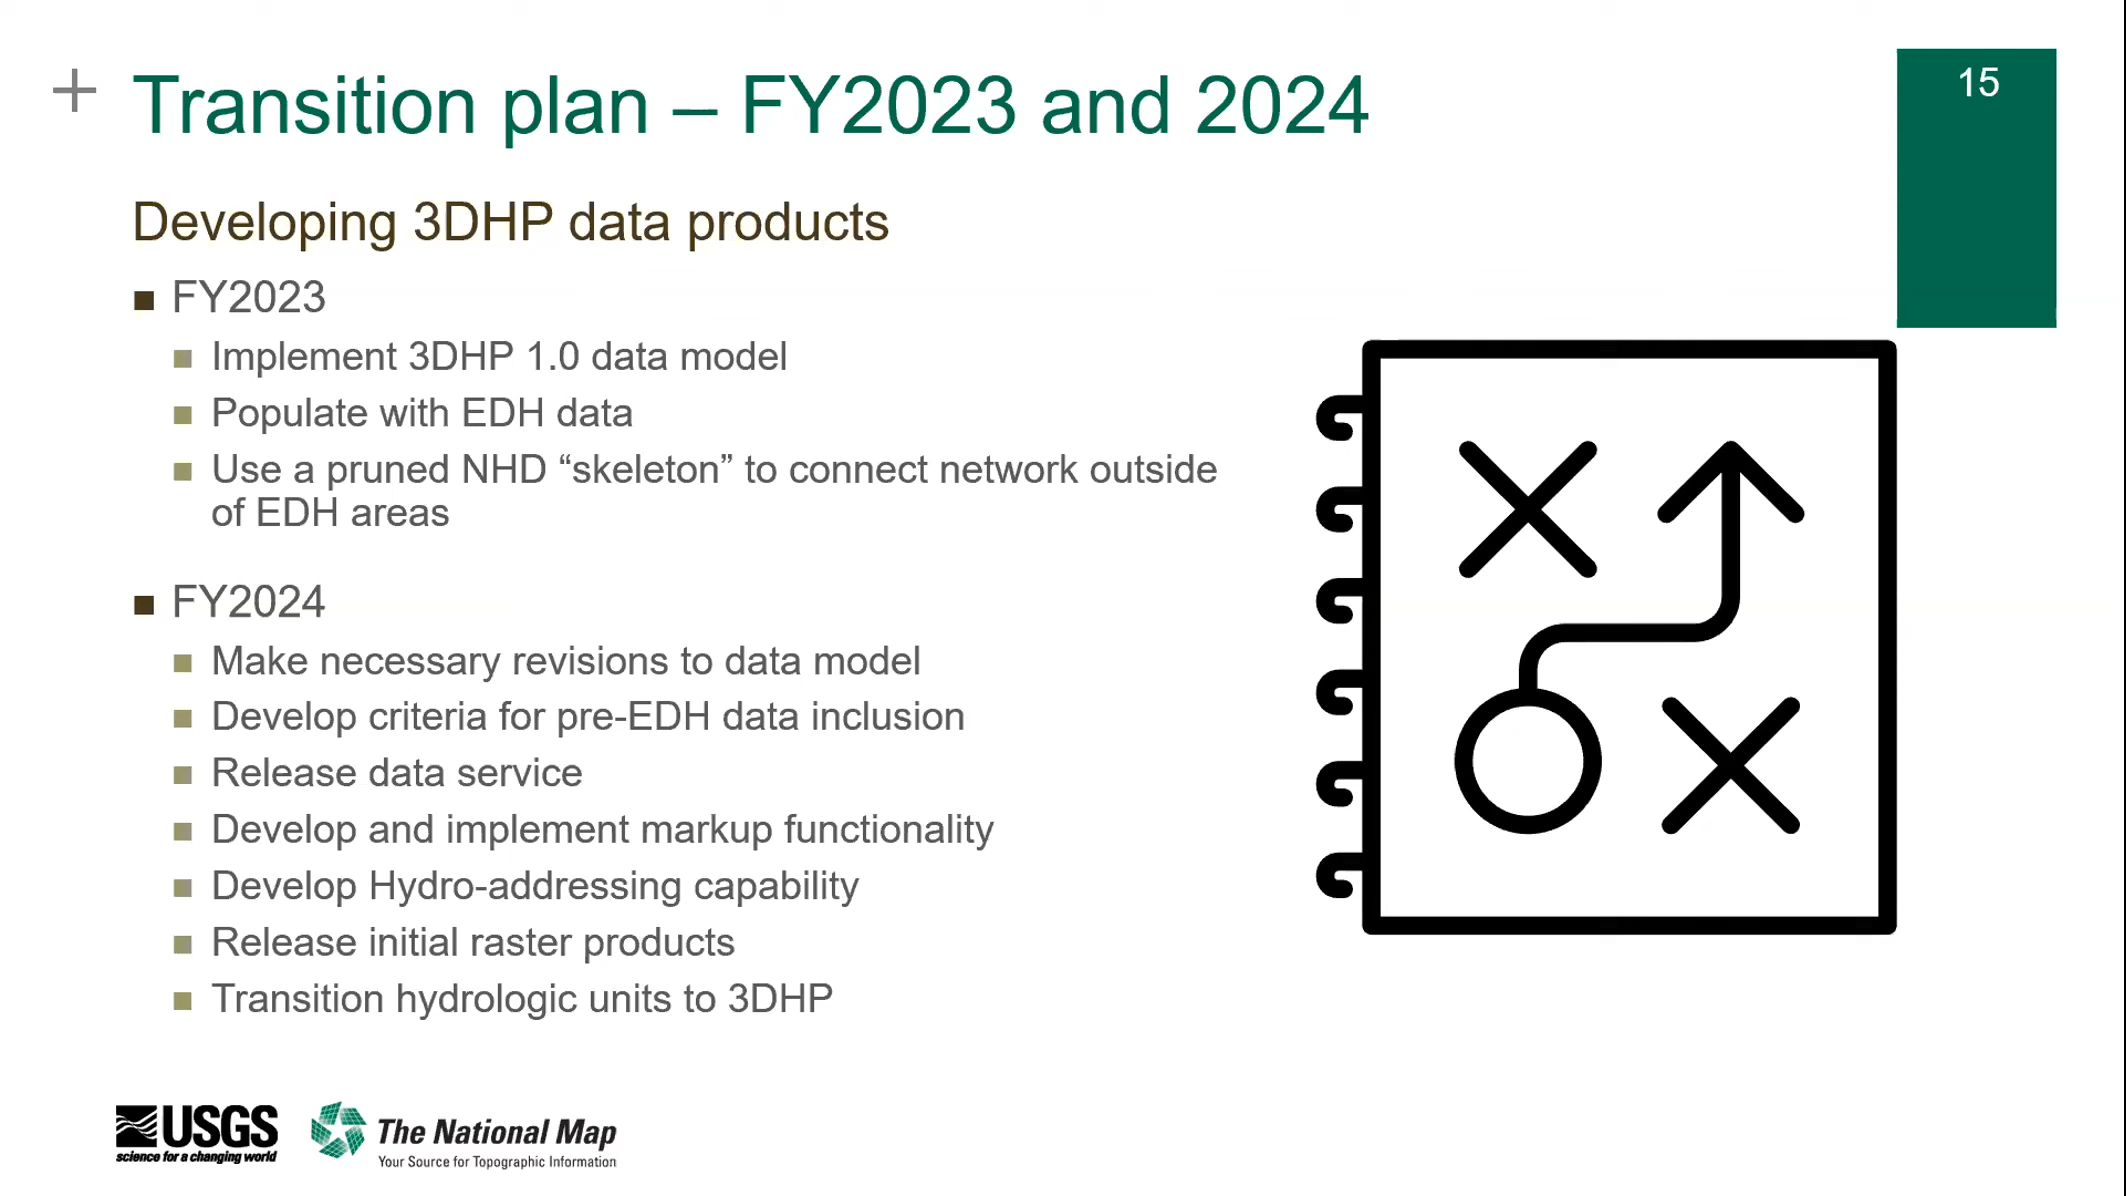 Transition plan – FY2023 and 2024
15
Developing 3DHP data products
FY2023
Implement 3DHP 1.0 data model
Populate with EDH data
Use a pruned NHD “skeleton” to connect network outside
of EDH areas
FY2024
Make necessary revisions to data model
Develop criteria for pre-EDH data inclusion
Release data service
Develop and implement markup functionality
Develop Hydro-addressing capability
Release initial raster products
Transition hydrologic units to 3DHP
USGS
science for a changing world
The National Map
Your Source for Topographic Information